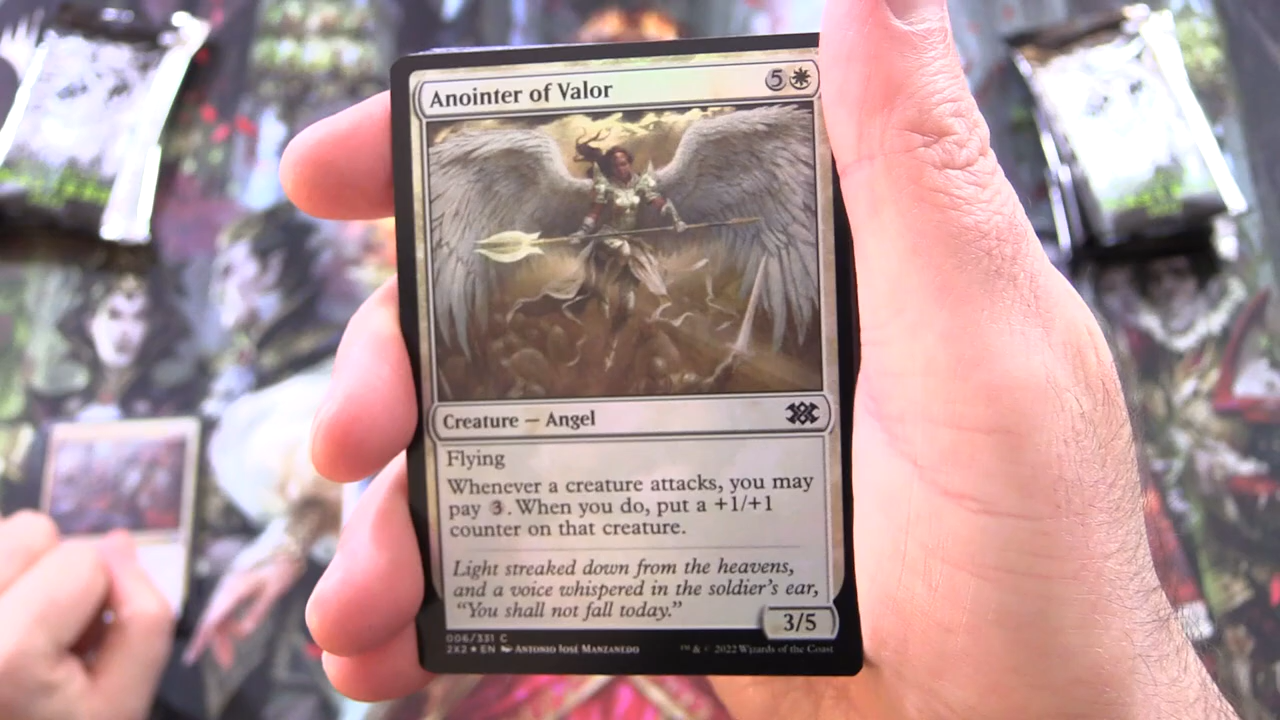 Anointer of Valor 5
Creature — Angel
Flying
Whenever a creature attacks, you may
pay 3. When you do, put a +1/+1
counter on that creature.
Light streaked down from the heavens,
and a voice whispered in the soldier's ear,
"You shall not fall today."
3/5
006/331 C
2X2 ★ EN Antonio José Manzanedo ™ & © 2022 Wizards of the Coast